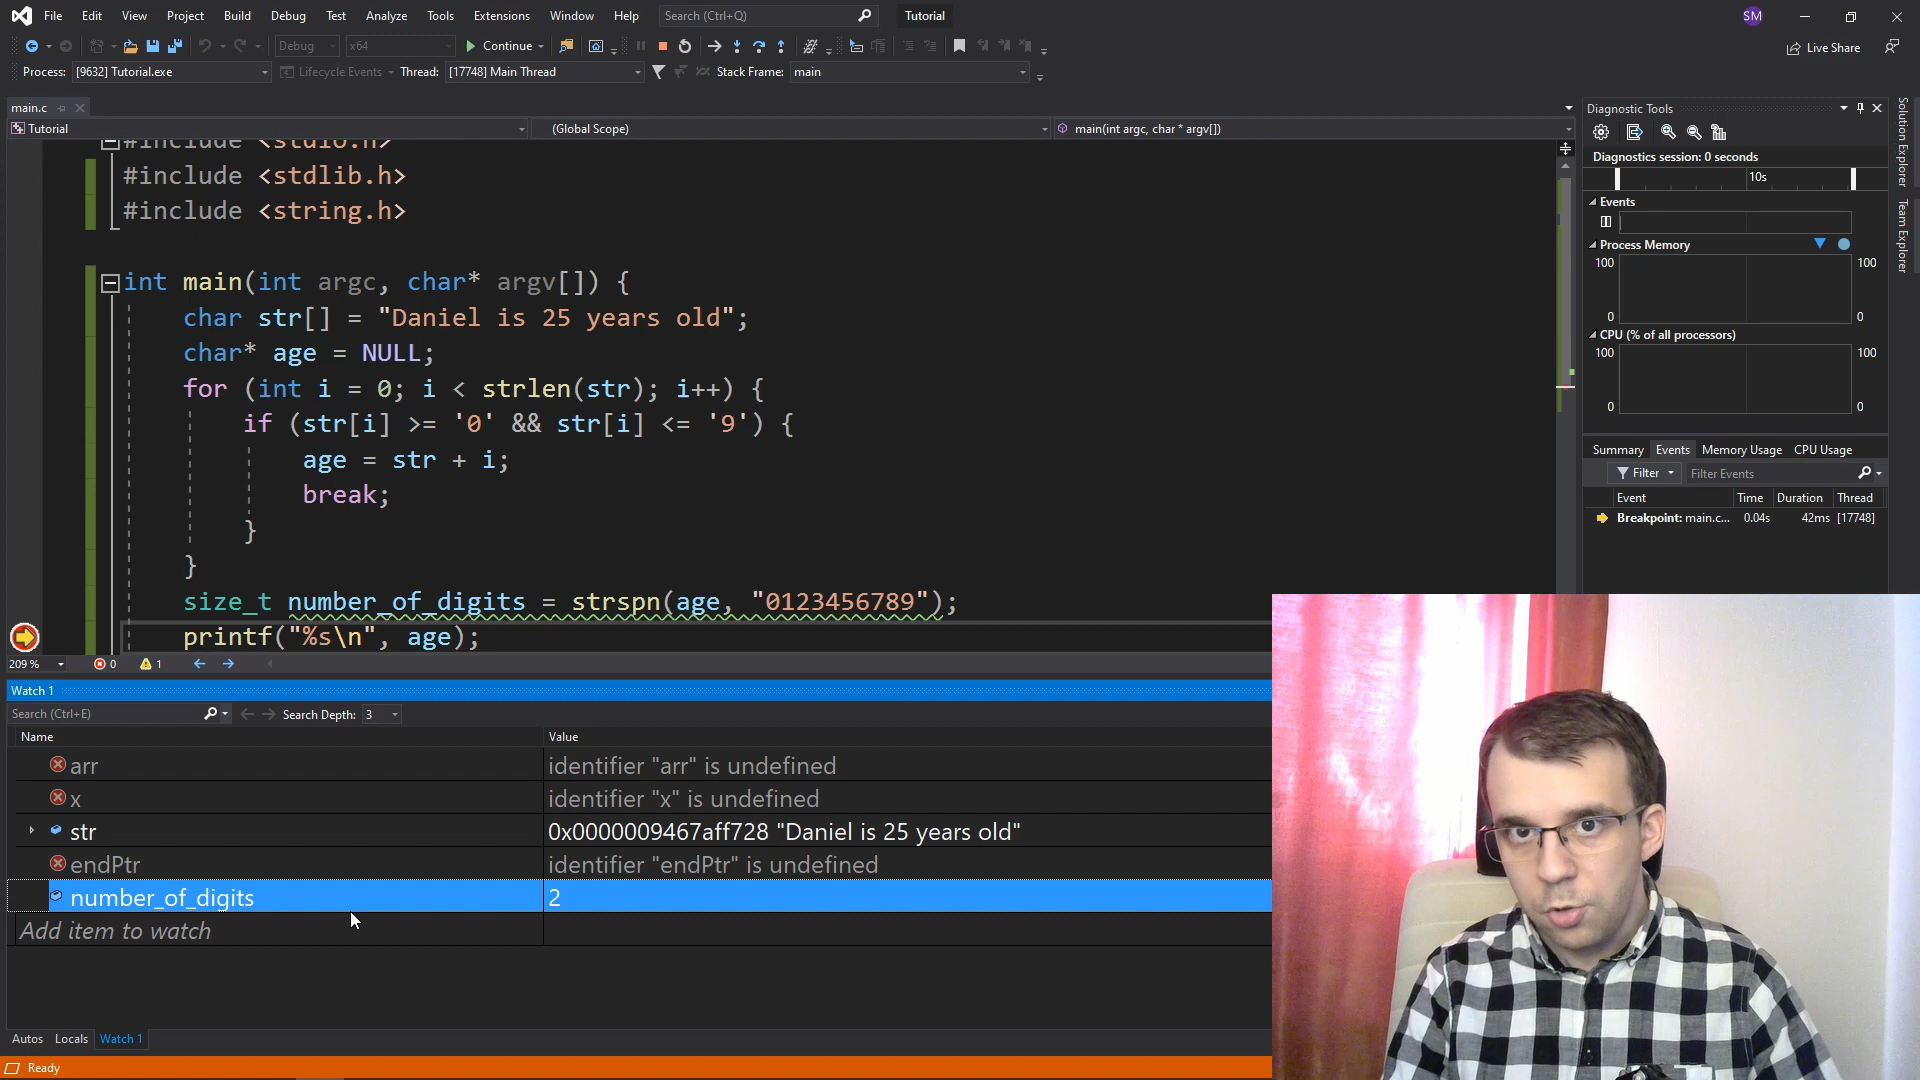 File Edit View Project Build Debug Test Analyze Tools Extensions Window Help Search (Ctrl+Q) Tutorial SM
Debug x64 Continue Live Share
Process: [9632] Tutorial.exe Lifecycle Events Thread: [17748] Main Thread Stack Frame: main
main.c
Tutorial (Global Scope) main(int argc, char * argv[])
#include <stdio.h>
#include <stdlib.h>
#include <string.h>
int main(int argc, char* argv[]) {
char str[] = "Daniel is 25 years old";
char* age = NULL;
for (int i = 0; i < strlen(str); i++) {
if (str[i] >= '0' && str[i] <= '9') {
age = str + i;
break;
}
}
size_t number_of_digits = strspn(age, "0123456789");
printf("%s\n", age);
209 % 0 1
Watch 1
Search (Ctrl+E) Search Depth: 3
Name Value
arr identifier "arr" is undefined
x identifier "x" is undefined
str 0x0000009467aff728 "Daniel is 25 years old"
endPtr identifier "endPtr" is undefined
number_of_digits 2
Add item to watch
Autos Locals Watch 1
Ready
Diagnostic Tools
Diagnostics session: 0 seconds
10s
Events
Process Memory
100 100
0 0
CPU (% of all processors)
100 100
0 0
Summary Events Memory Usage CPU Usage
Filter Filter Events
Event Time Duration Thread
Breakpoint: main.c... 0.04s 42ms [17748]
Solution Explorer
Team Explorer